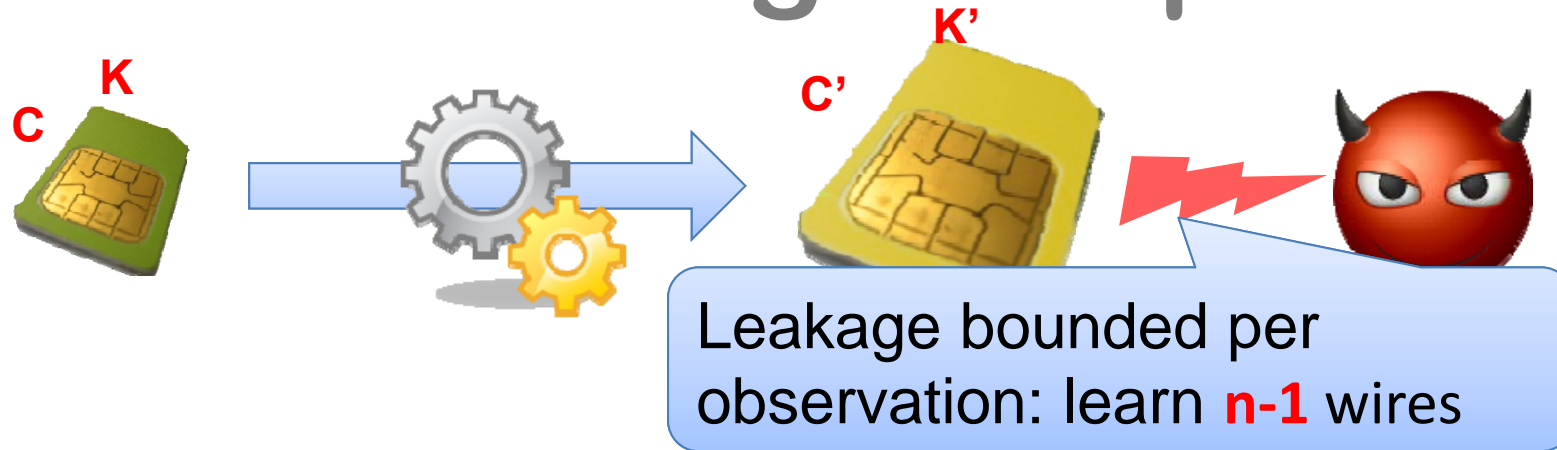 K’
K
C’
C
Leakage bounded per
observation: learn n-1 wires